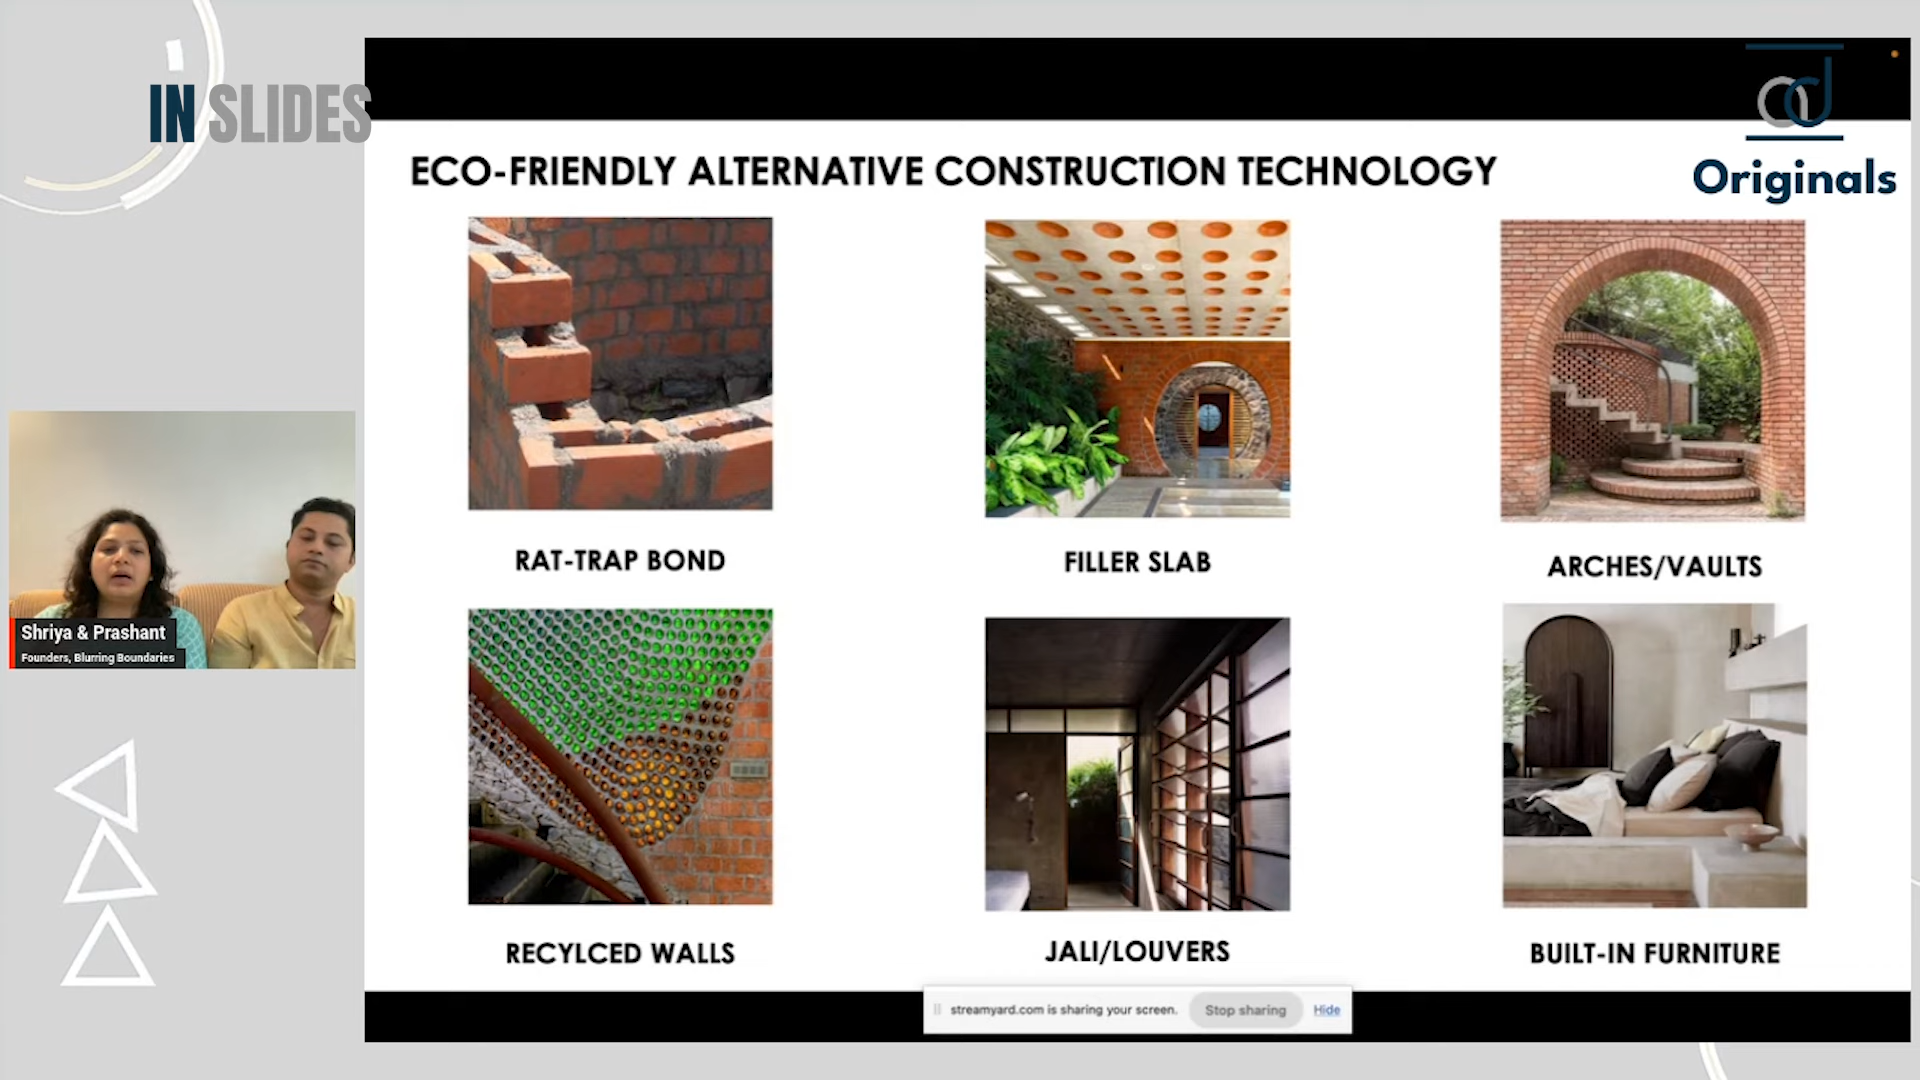 IN SLIDES
ad
Originals
ECO-FRIENDLY ALTERNATIVE CONSTRUCTION TECHNOLOGY
RAT-TRAP BOND
FILLER SLAB
ARCHES/VAULTS
RECYLCED WALLS
JALI/LOUVERS
BUILT-IN FURNITURE
Shriya & Prashant
Founders, Blurring Boundaries
streamyard.com is sharing your screen.
Stop sharing
Hide